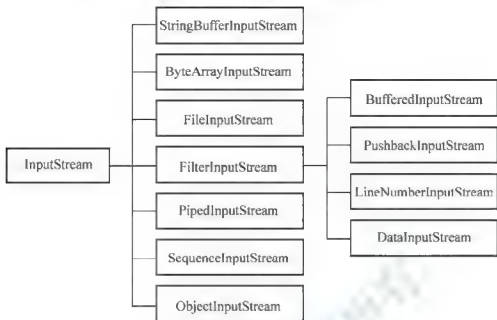 StringBufferInputStream
ByteArrayInputStream
FileInputStream
InputStream
FilterInputStream
PipedInputStream
SequenceInputStream
ObjectInputStream
BufferedInputStream
PushbackInputStream
LineNumberInputStream
DataInputStream